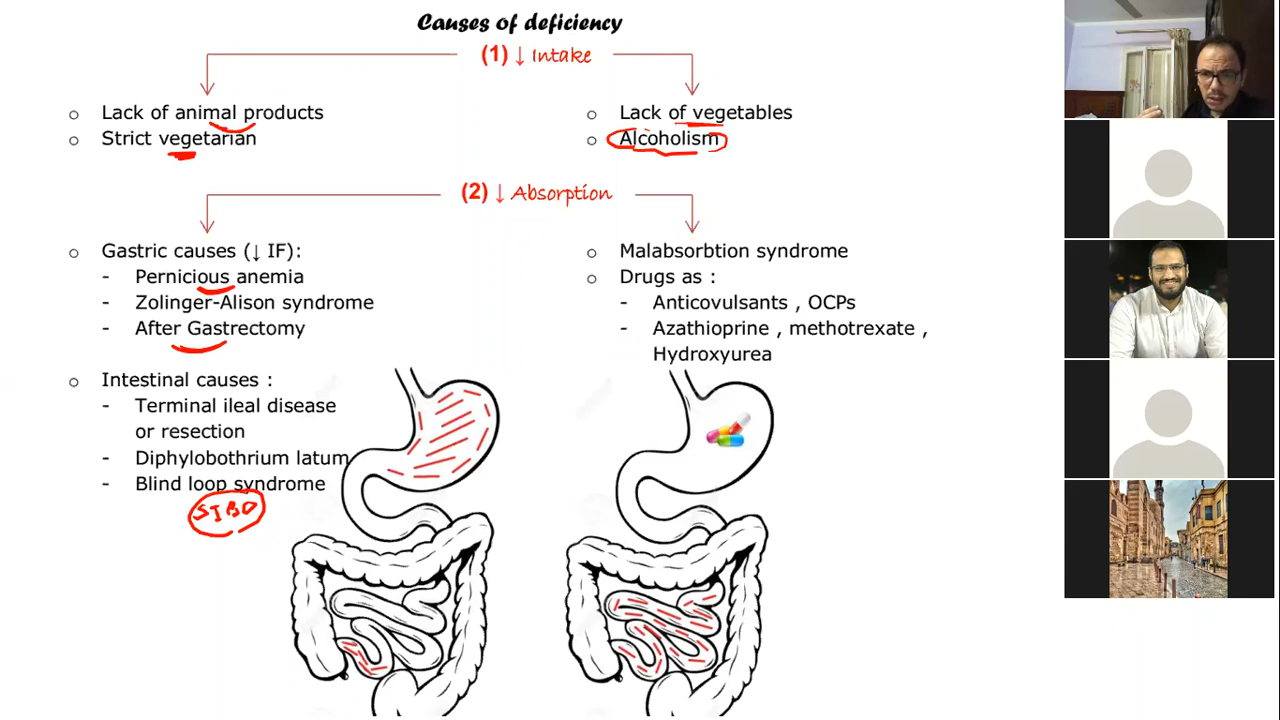 Causes of deficiency
(1) ↓ Intake
o Lack of animal products
o Strict vegetarian
o Lack of vegetables
o Alcoholism
(2) ↓ Absorption
o Gastric causes (↓ IF):
- Pernicious anemia
- Zolinger-Alison syndrome
- After Gastrectomy
o Intestinal causes :
- Terminal ileal disease
or resection
- Diphylobothrium latum
- Blind loop syndrome
SIBO
o Malabsorbtion syndrome
o Drugs as :
- Anticovulsants , OCPs
- Azathioprine , methotrexate ,
Hydroxyurea